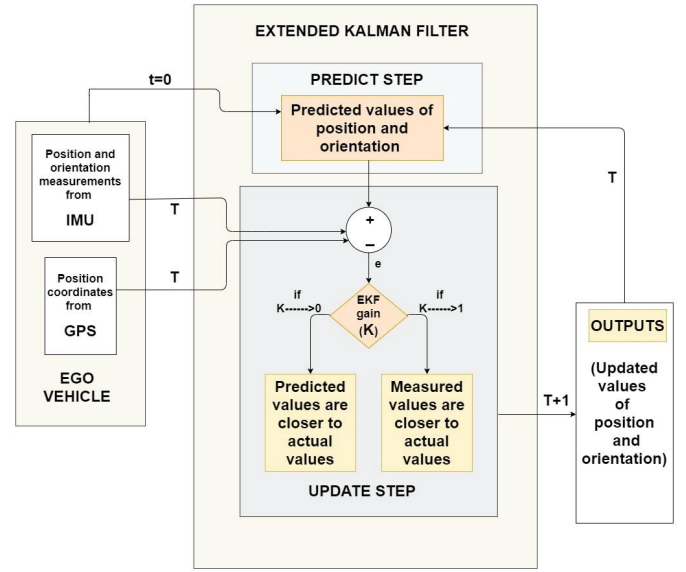 EXTENDED KALMAN FILTER
t=0
PREDICT STEP
Predicted values of
position and
orientation
Position and
orientation
measurements
from
IMU
T
T
+
−
e
Position
coordinates
from
GPS
T
EGO
VEHICLE
if
K------>0
EKF
gain
(K)
if
K------>1
Predicted
values are
closer to
actual
values
Measured
values are
closer to
actual
values
UPDATE STEP
T+1
OUTPUTS
(Updated
values
of
position
and
orientation)